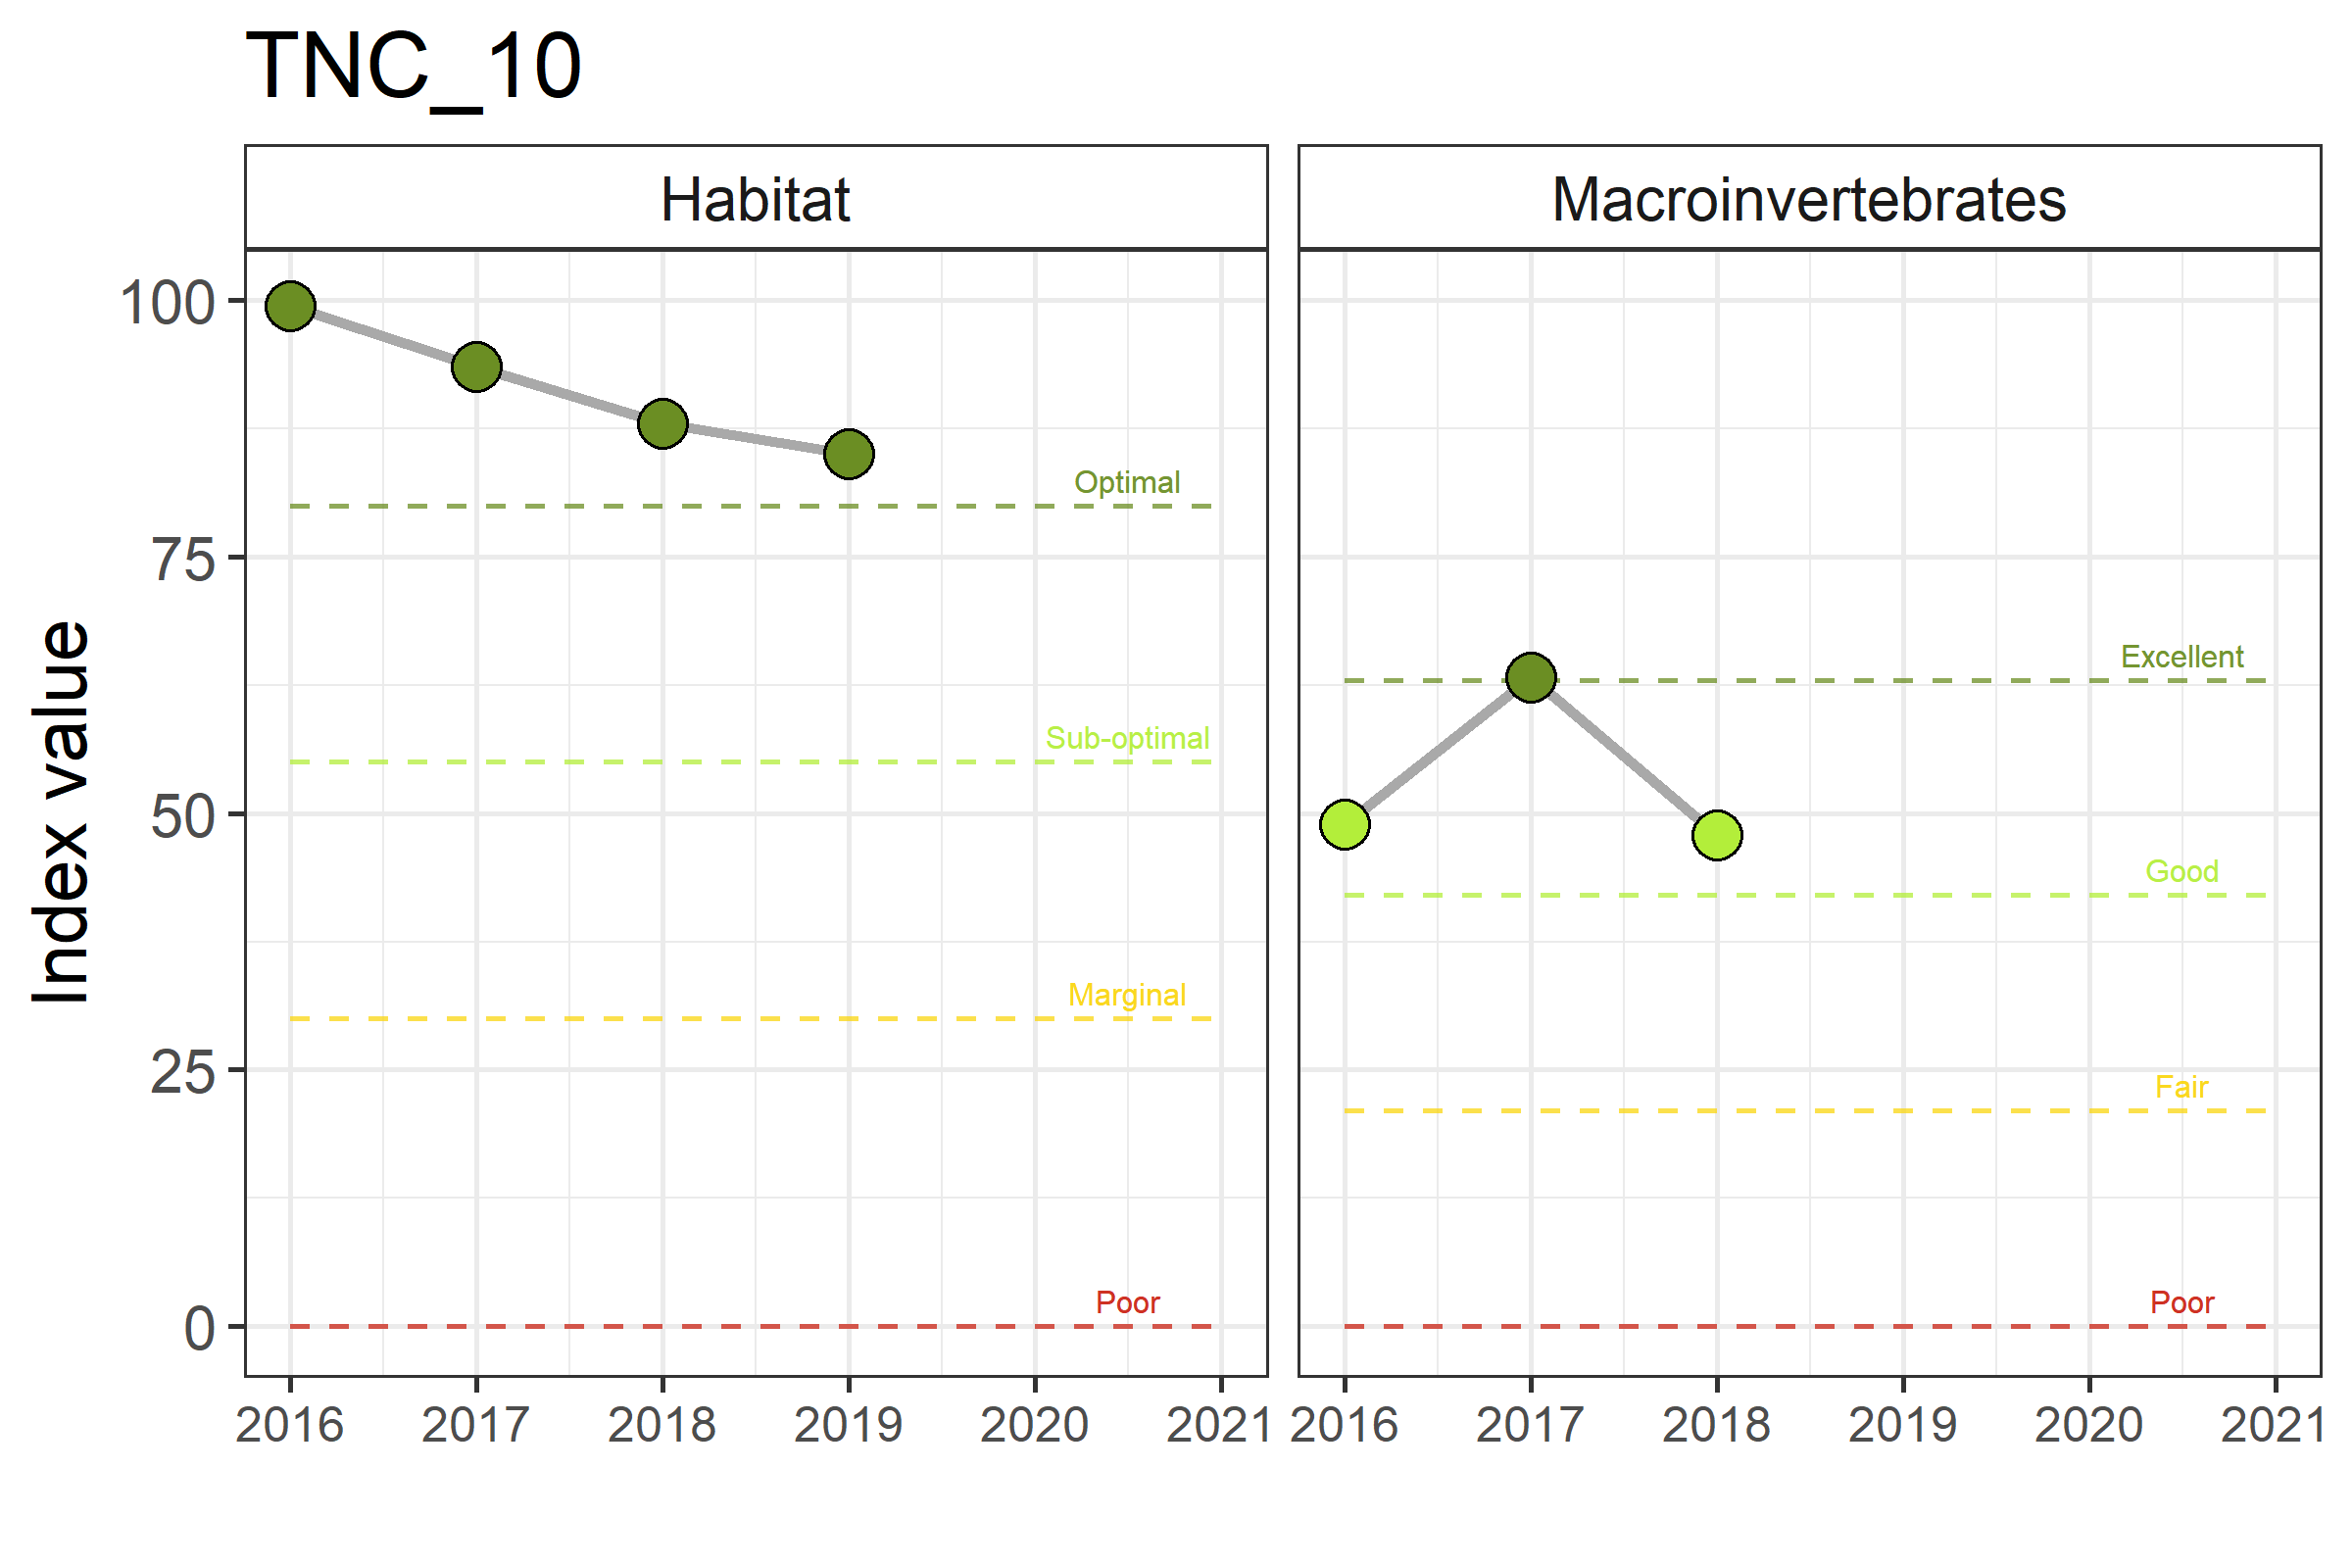 TNC_10
Habitat
Macroinvertebrates
Index value
100
75
50
25
0
Optimal
Sub-optimal
Marginal
Poor
Excellent
Good
Fair
Poor
2016 2017 2018 2019 2020 2021 2016 2017 2018 2019 2020 2021